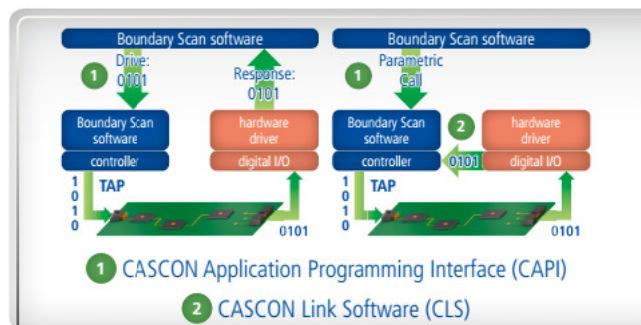 Boundary Scan software
1
Drive:
0101
Response:
0101
Boundary Scan
software
controller
hardware
driver
digital I/O
1
0
1
0
TAP
0101
Boundary Scan software
1
Parametric
Call
Boundary Scan
software
controller
2
0101
hardware
driver
digital I/O
1
0
1
0
TAP
0101
1 CASCON Application Programming Interface (CAPI)
2 CASCON Link Software (CLS)